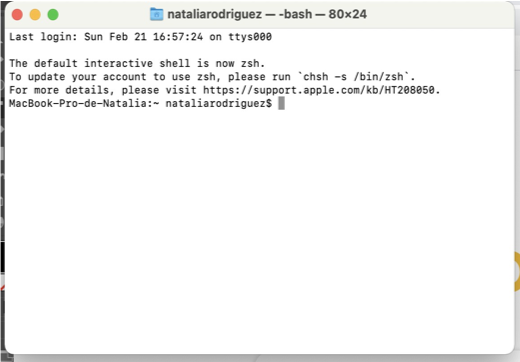 nataliarodriguez — -bash — 80×24
Last login: Sun Feb 21 16:57:24 on ttys000
The default interactive shell is now zsh.
To update your account to use zsh, please run `chsh -s /bin/zsh`.
For more details, please visit https://support.apple.com/kb/HT208050.
MacBook-Pro-de-Natalia:~ nataliarodriguez$